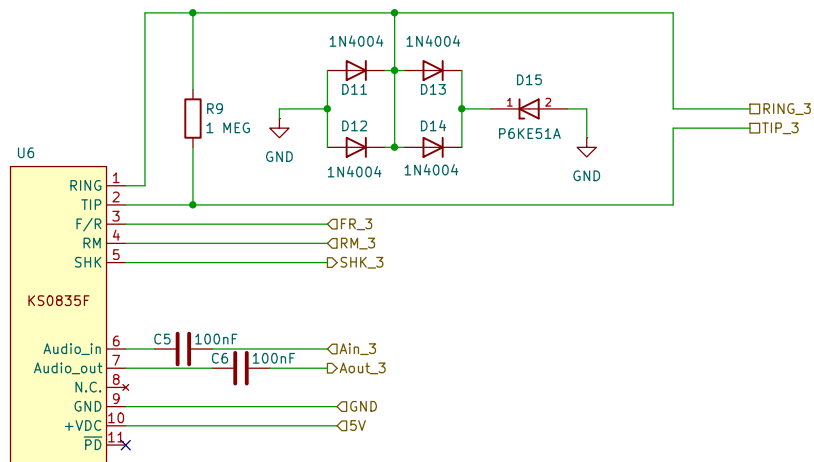 1N4004 1N4004
D15
D11 D13
1 2
R9
RING_3
1 MEG
D12 D14
TIP_3
P6KE51A
U6
GND
1N4004 1N4004
GND
RING 1
TIP 2
F/R 3 FR_3
RM 4 RM_3
SHK 5 SHK_3
KS0835F
C5 100nF
Audio_in 6 Ain_3
C6 100nF
Audio_out 7 Aout_3
N.C. 8
GND 9 GND
+VDC 10 5V
PD 11